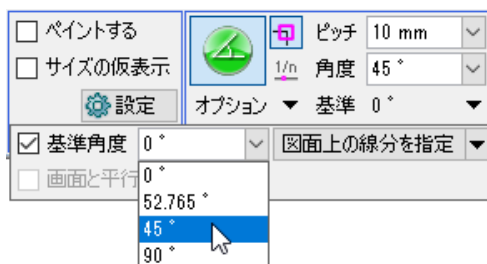 ペイントする
サイズの仮表示
設定
ピッチ 10 mm
1/n 角度 45 °
オプション ▼ 基準 0 ° ▼
基準角度 0 ° 図面上の線分を指定 ▼
画面と平行
0 °
52.765 °
45 °
90 °